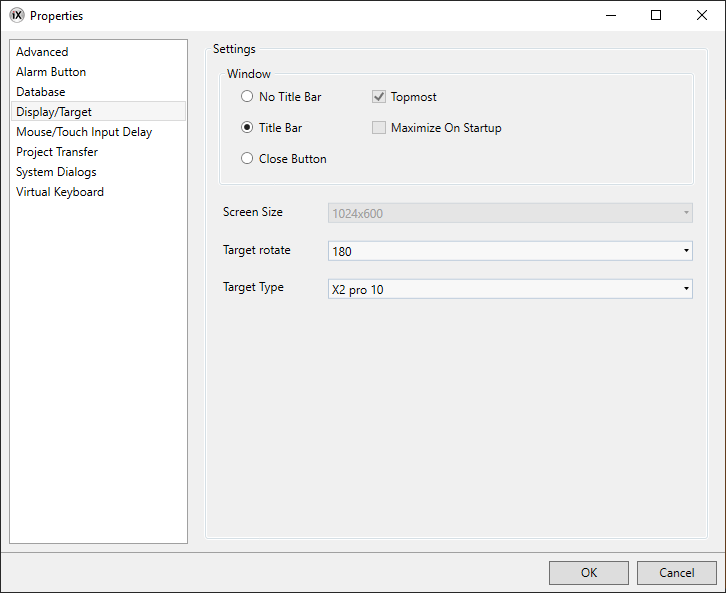 iX Properties
Advanced
Alarm Button
Database
Display/Target
Mouse/Touch Input Delay
Project Transfer
System Dialogs
Virtual Keyboard
Settings
Window
No Title Bar
Topmost
Title Bar
Maximize On Startup
Close Button
Screen Size 1024x600
Target rotate 180
Target Type X2 pro 10
OK Cancel